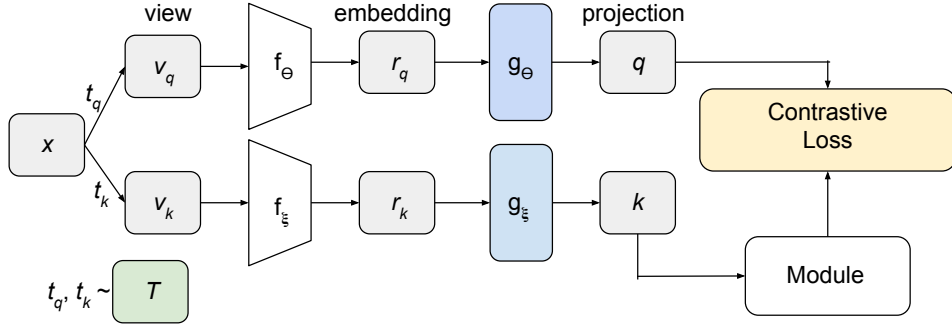 view
embedding
projection
v_q
f_Θ
r_q
g_Θ
q
t_q
Contrastive
Loss
x
t_k
v_k
f_ξ
r_k
g_ξ
k
Module
t_q, t_k ~
T